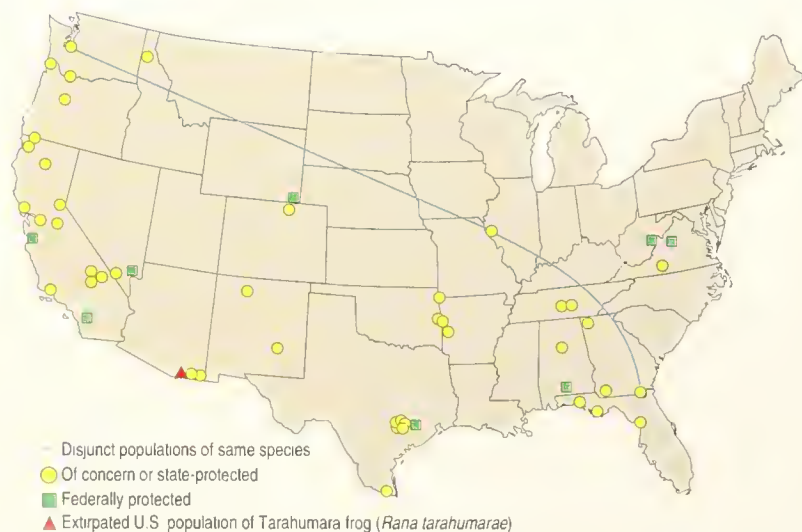 Disjunct populations of same species
Of concern or state-protected
Federally protected
Extirpated U.S population of Tarahumara frog (Rana tarahumarae)